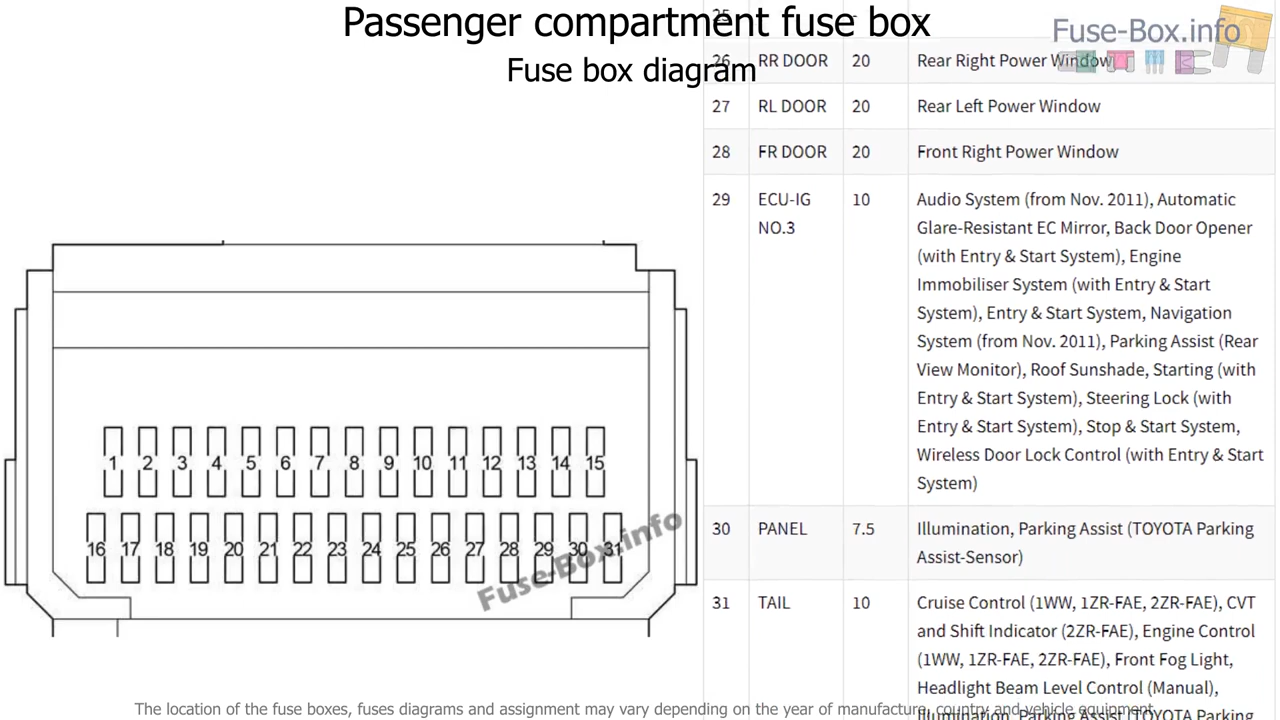 Passenger compartment fuse box
Fuse box diagram
Fuse-Box.info
25 - - -
26 RR DOOR 20 Rear Right Power Window
27 RL DOOR 20 Rear Left Power Window
28 FR DOOR 20 Front Right Power Window
29 ECU-IG 10 Audio System (from Nov. 2011), Automatic
NO.3 Glare-Resistant EC Mirror, Back Door Opener
(with Entry & Start System), Engine
Immobiliser System (with Entry & Start
System), Entry & Start System, Navigation
System (from Nov. 2011), Parking Assist (Rear
View Monitor), Roof Sunshade, Starting (with
Entry & Start System), Steering Lock (with
Entry & Start System), Stop & Start System,
Wireless Door Lock Control (with Entry & Start
System)
30 PANEL 7.5 Illumination, Parking Assist (TOYOTA Parking
Assist-Sensor)
31 TAIL 10 Cruise Control (1WW, 1ZR-FAE, 2ZR-FAE), CVT
and Shift Indicator (2ZR-FAE), Engine Control
(1WW, 1ZR-FAE, 2ZR-FAE), Front Fog Light,
Headlight Beam Level Control (Manual),
Illumination, Parking Assist (TOYOTA Parking
1 2 3 4 5 6 7 8 9 10 11 12 13 14 15
16 17 18 19 20 21 22 23 24 25 26 27 28 29 30 31
Fuse-Box.info
The location of the fuse boxes, fuses diagrams and assignment may vary depending on the year of manufacture, country and vehicle equipment